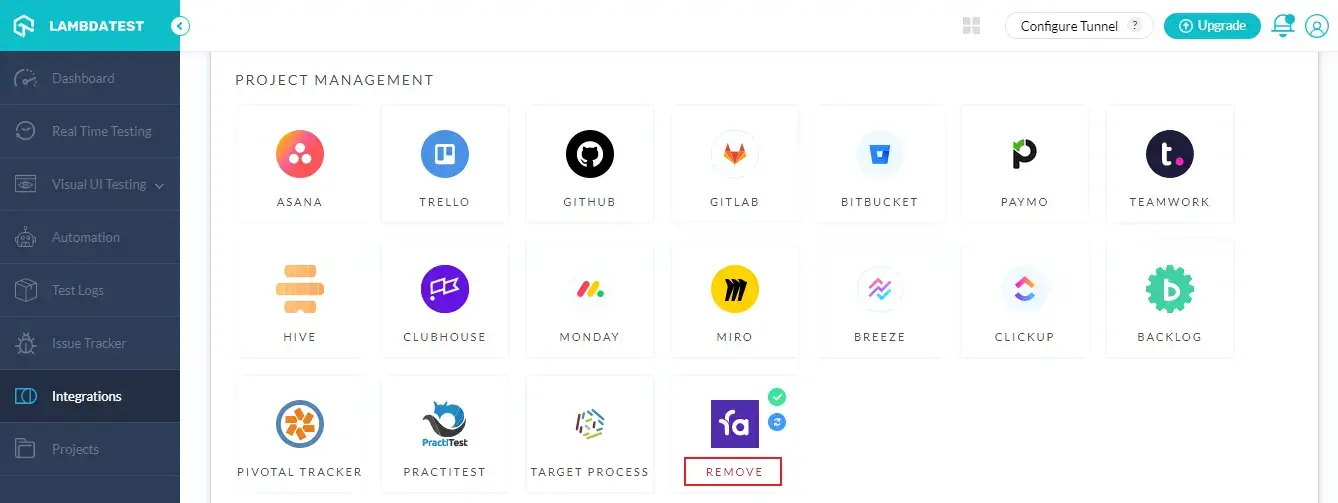 LAMBDATEST
Configure Tunnel ?
Upgrade
Dashboard
Real Time Testing
Visual UI Testing
Automation
Test Logs
Issue Tracker
Integrations
Projects
PROJECT MANAGEMENT
ASANA
TRELLO
GITHUB
GITLAB
BITBUCKET
PAYMO
TEAMWORK
HIVE
CLUBHOUSE
MONDAY
MIRO
BREEZE
CLICKUP
BACKLOG
PIVOTAL TRACKER
PractiTest
PRACTITEST
TARGET PROCESS
fa
REMOVE